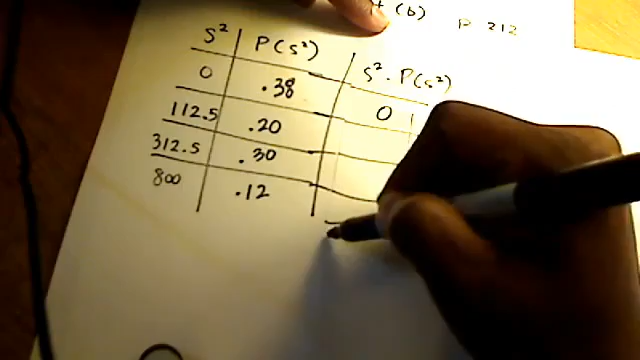 (b) P 212
S² P(S²) S² · P(S²)
0 .38 0
112.5 .20
312.5 .30
800 .12